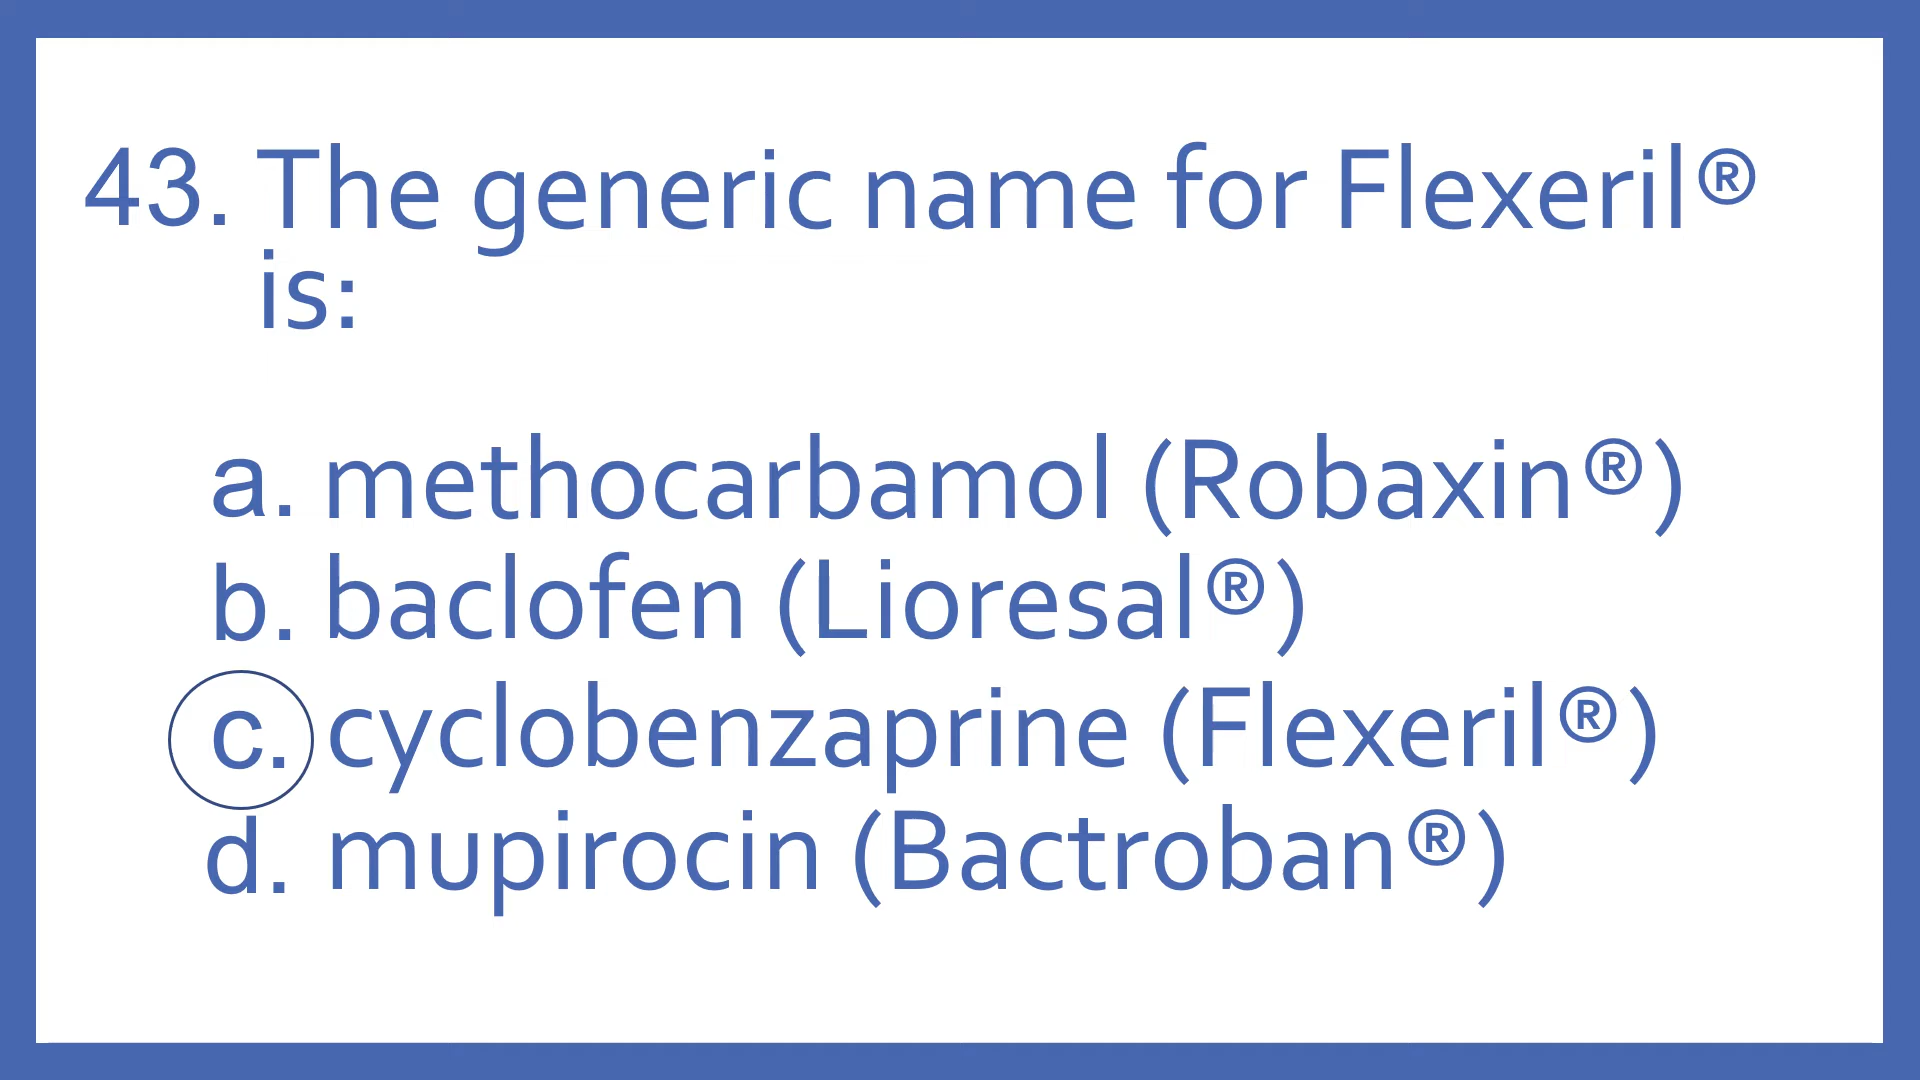 43. The generic name for Flexeril®
is:
a. methocarbamol (Robaxin®)
b. baclofen (Lioresal®)
c. cyclobenzaprine (Flexeril®)
d. mupirocin (Bactroban®)